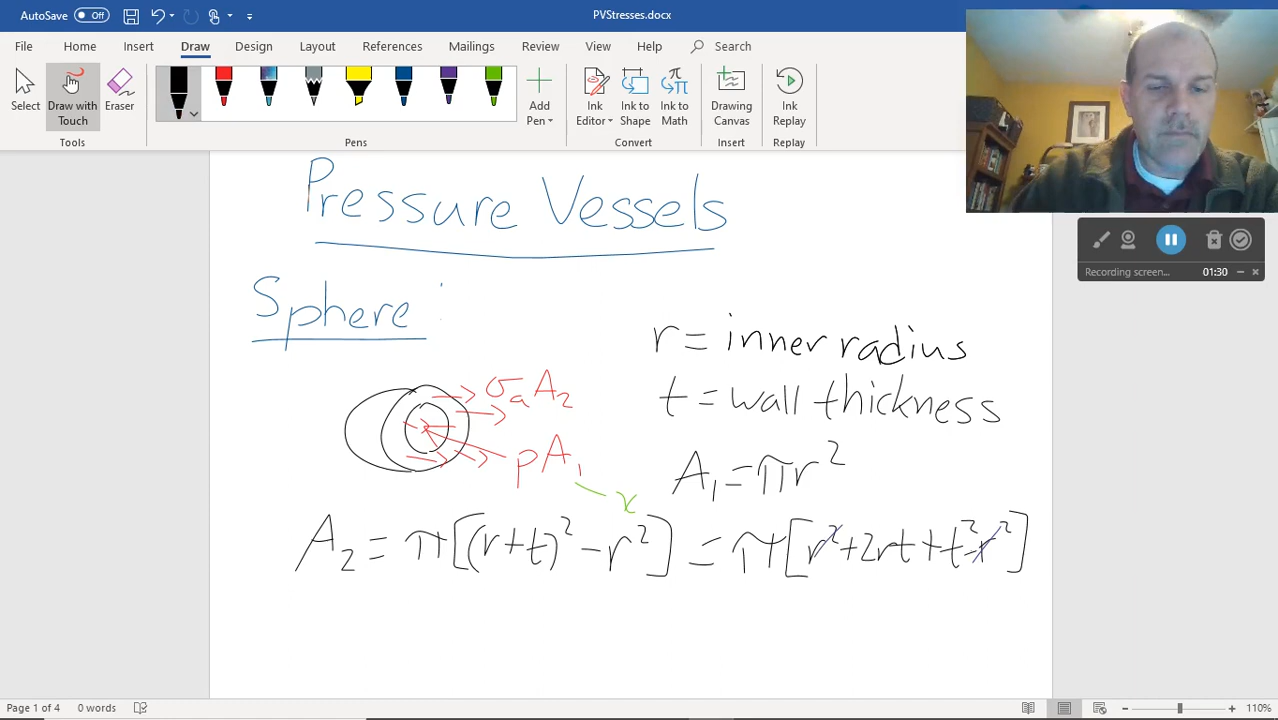 AutoSave Off PVStresses.docx
File Home Insert Draw Design Layout References Mailings Review View Help Search
Select Draw with Touch Eraser Add Pen Ink Editor Ink to Shape Ink to Math Drawing Canvas Ink Replay
Tools Pens Convert Insert Replay
Recording screen... 01:30
Pressure Vessels
Sphere:
r = inner radius
σₐA₂
t = wall thickness
pA₁
A₁ = πr²
x
A₂ = π[(r+t)² − r²] = π[r² + 2rt + t² − r²]
Page 1 of 4 0 words 110%